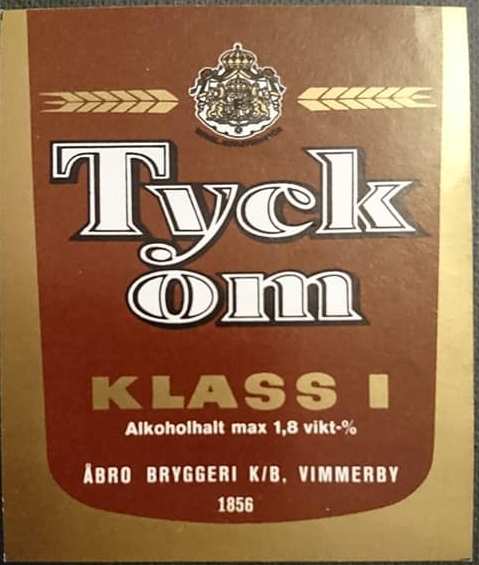 Tyck
om
KLASS I
Alkoholhalt max 1,8 vikt-%
ÅBRO BRYGGERI K/B, VIMMERBY
1856